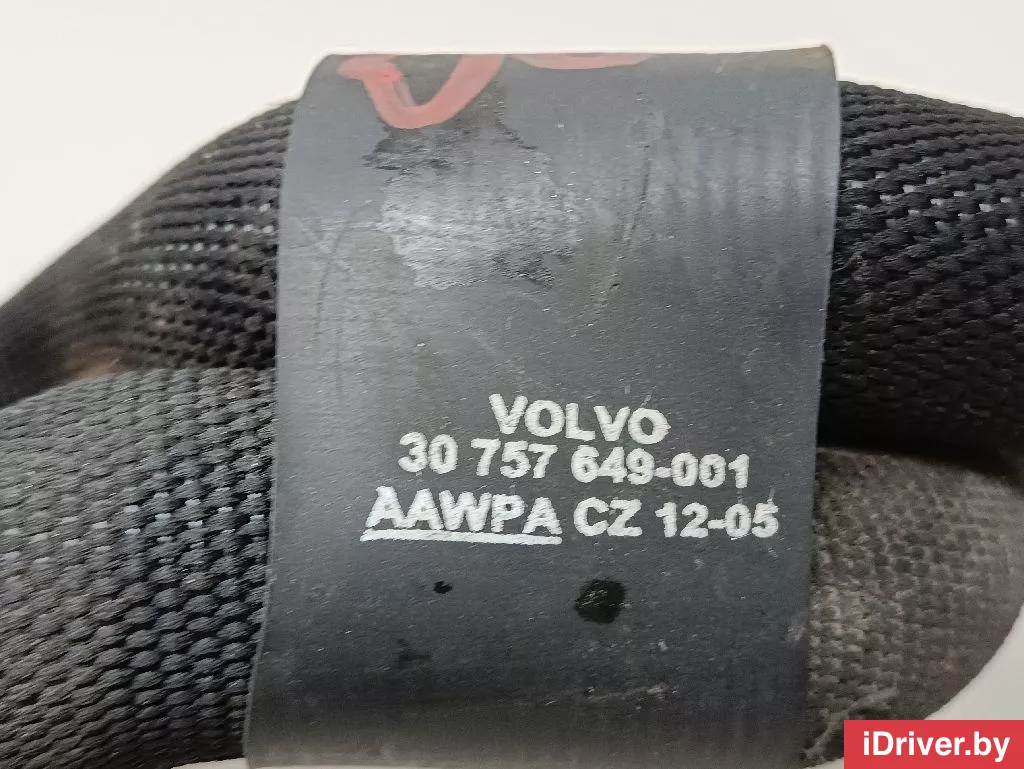 VOLVO
30 757 649-001
AAWPA CZ 12-05
iDriver.by